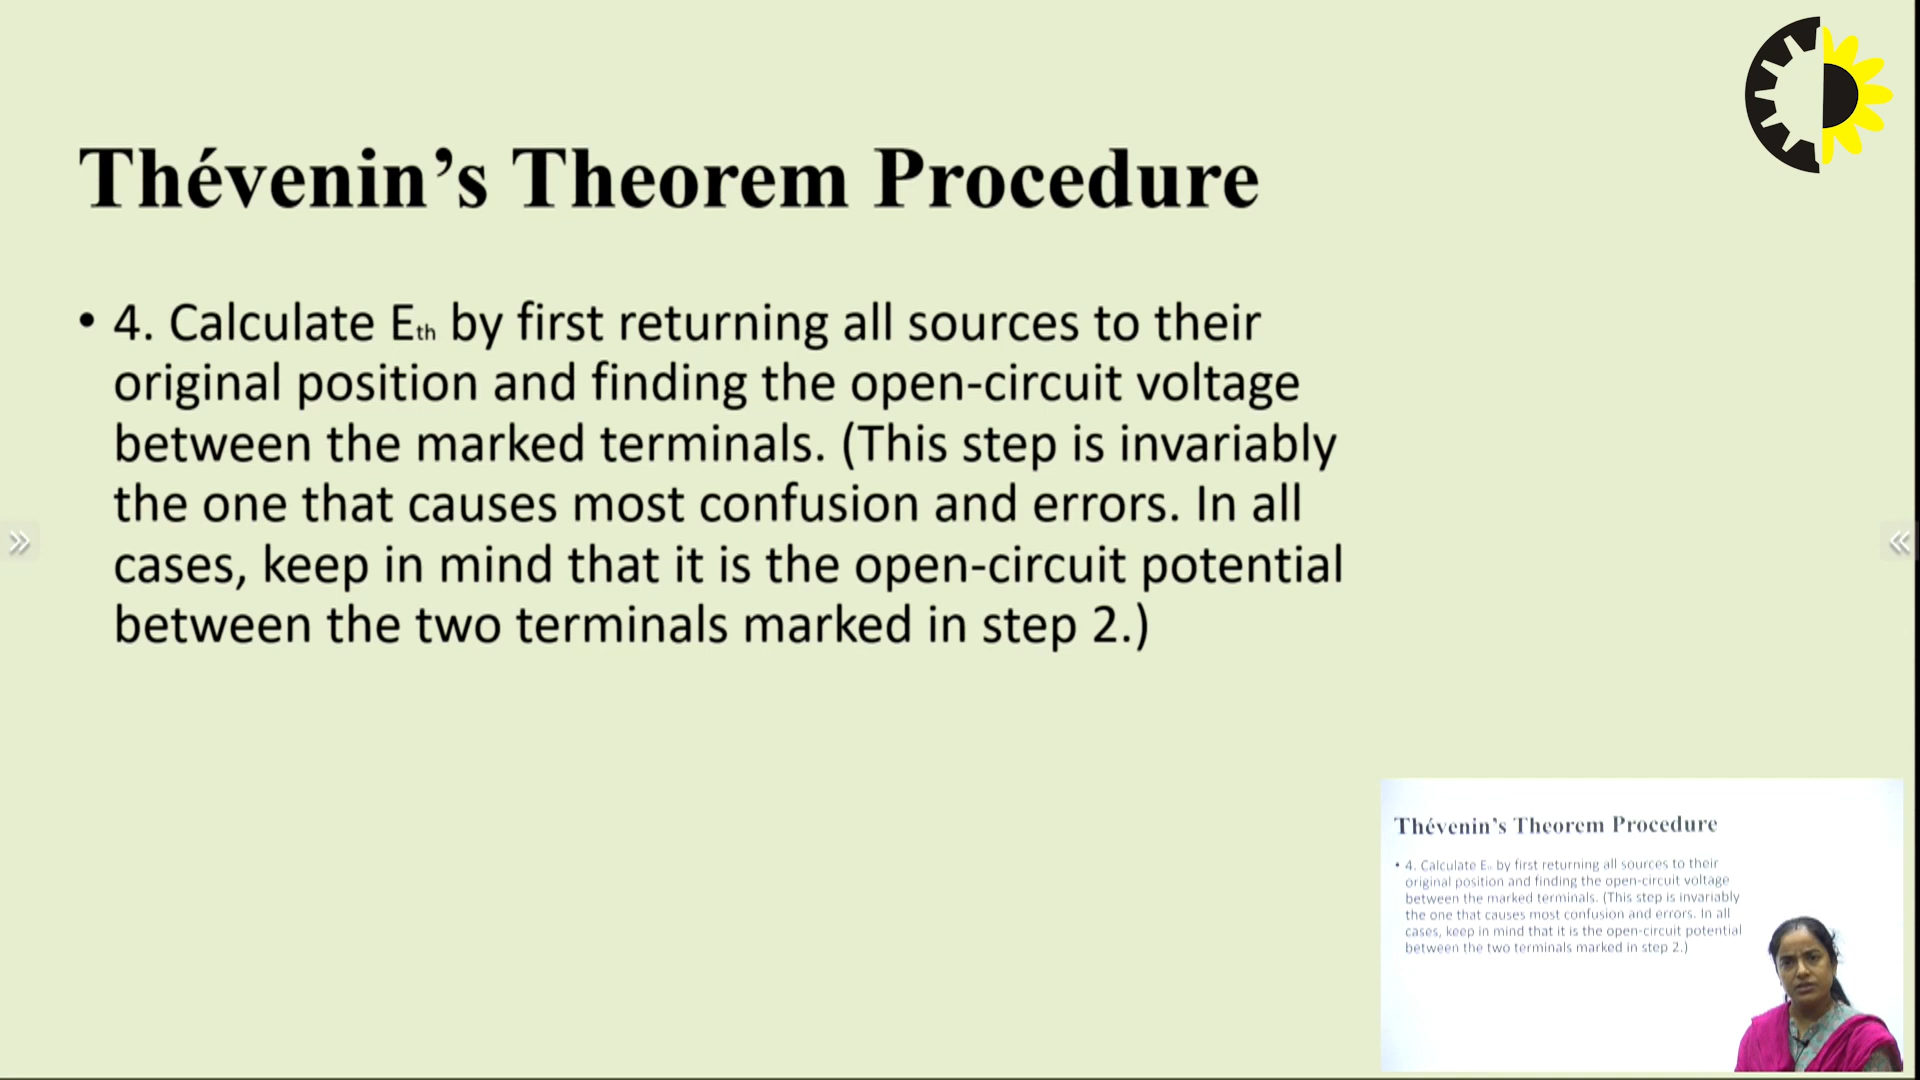 Thévenin’s Theorem Procedure
• 4. Calculate Eth by first returning all sources to their
original position and finding the open-circuit voltage
between the marked terminals. (This step is invariably
the one that causes most confusion and errors. In all
cases, keep in mind that it is the open-circuit potential
between the two terminals marked in step 2.)
Thévenin’s Theorem Procedure
• 4. Calculate Eth by first returning all sources to their
original position and finding the open-circuit voltage
between the marked terminals. (This step is invariably
the one that causes most confusion and errors. In all
cases, keep in mind that it is the open-circuit potential
between the two terminals marked in step 2.)